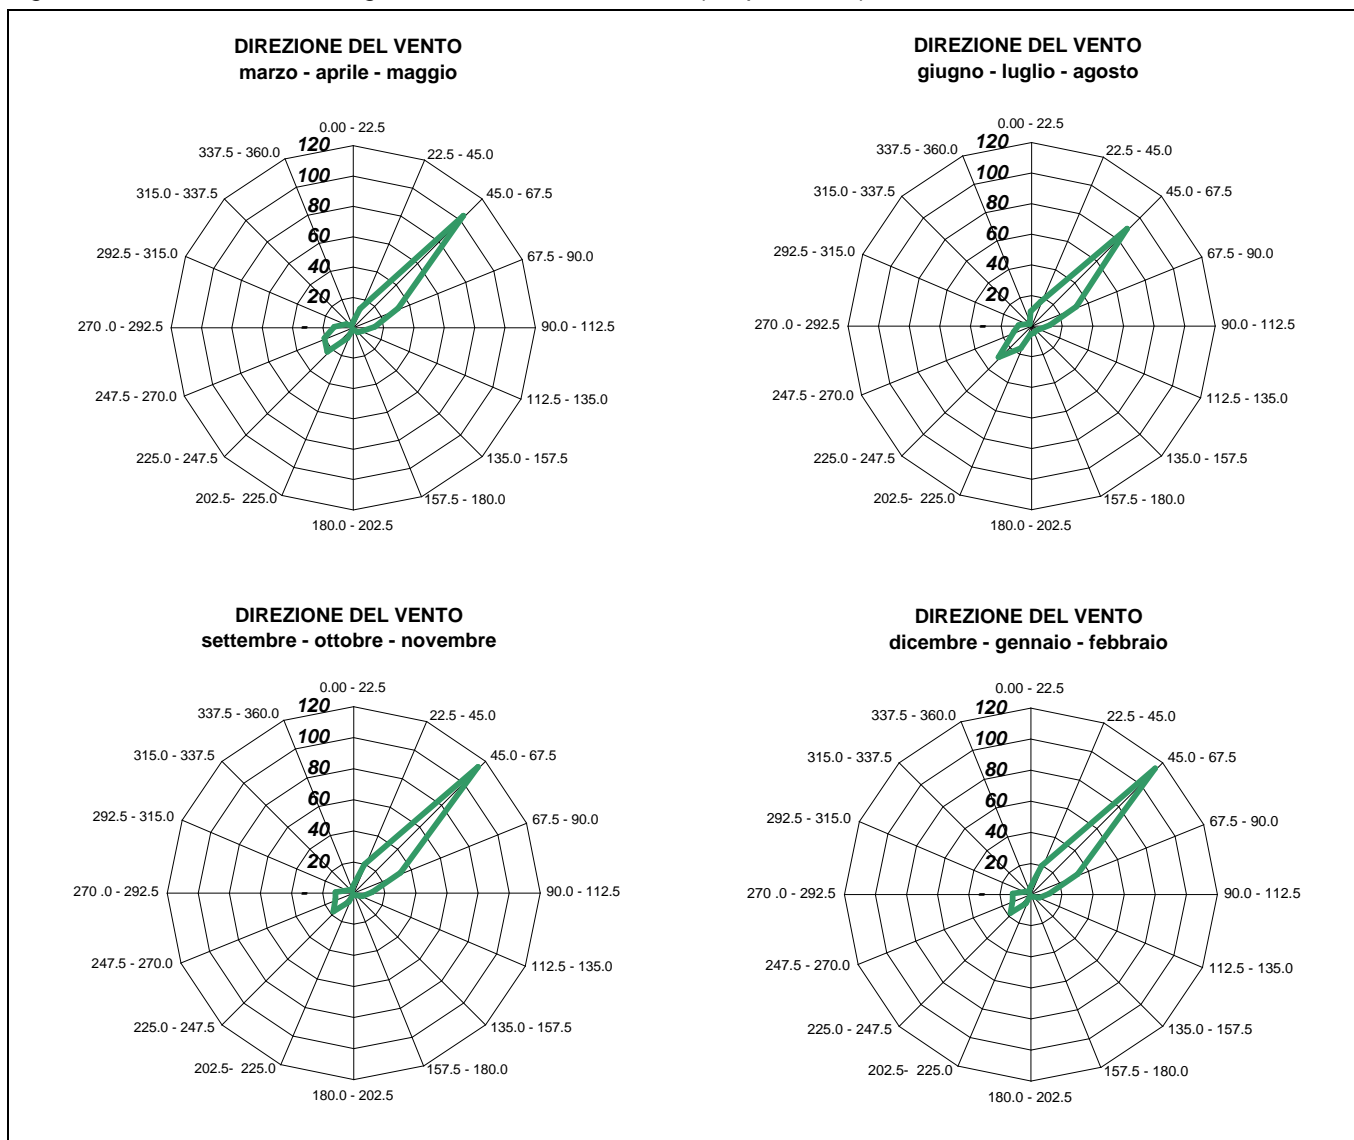 DIREZIONE DEL VENTO
marzo - aprile - maggio
0.00 - 22.5
22.5 - 45.0
45.0 - 67.5
67.5 - 90.0
90.0 - 112.5
112.5 - 135.0
135.0 - 157.5
157.5 - 180.0
180.0 - 202.5
202.5-  225.0
225.0 - 247.5
247.5 - 270.0
270 .0 - 292.5
292.5 - 315.0
315.0 - 337.5
337.5 - 360.0
120
100
80
60
40
20
-
DIREZIONE DEL VENTO
giugno - luglio - agosto
0.00 - 22.5
22.5 - 45.0
45.0 - 67.5
67.5 - 90.0
90.0 - 112.5
112.5 - 135.0
135.0 - 157.5
157.5 - 180.0
180.0 - 202.5
202.5-  225.0
225.0 - 247.5
247.5 - 270.0
270 .0 - 292.5
292.5 - 315.0
315.0 - 337.5
337.5 - 360.0
120
100
80
60
40
20
-
DIREZIONE DEL VENTO
settembre - ottobre - novembre
0.00 - 22.5
22.5 - 45.0
45.0 - 67.5
67.5 - 90.0
90.0 - 112.5
112.5 - 135.0
135.0 - 157.5
157.5 - 180.0
180.0 - 202.5
202.5-  225.0
225.0 - 247.5
247.5 - 270.0
270 .0 - 292.5
292.5 - 315.0
315.0 - 337.5
337.5 - 360.0
120
100
80
60
40
20
-
DIREZIONE DEL VENTO
dicembre - gennaio - febbraio
0.00 - 22.5
22.5 - 45.0
45.0 - 67.5
67.5 - 90.0
90.0 - 112.5
112.5 - 135.0
135.0 - 157.5
157.5 - 180.0
180.0 - 202.5
202.5-  225.0
225.0 - 247.5
247.5 - 270.0
270 .0 - 292.5
292.5 - 315.0
315.0 - 337.5
337.5 - 360.0
120
100
80
60
40
20
-